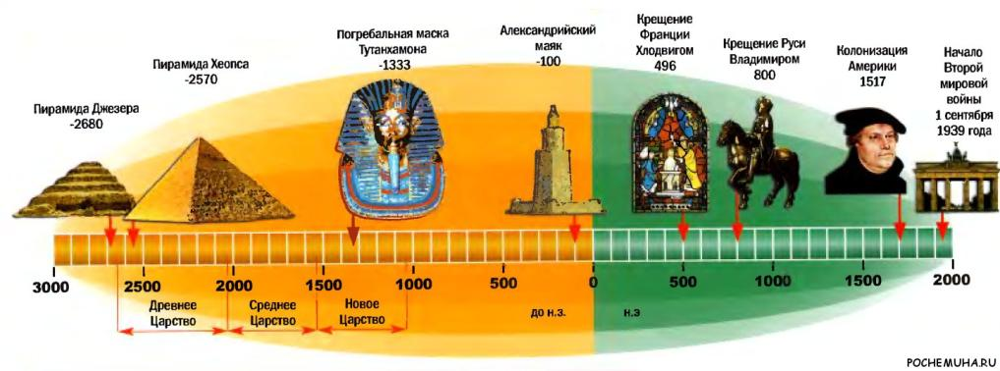 Пирамида Джезера
-2680
Пирамида Хеопса
-2570
Погребальная маска
Тутанхамона
-1333
Александрийский
маяк
-100
Крещение
Франции
Хлодвигом
496
Крещение Руси
Владимиром
800
Колонизация
Америки
1517
Начало
Второй
мировой
войны
1 сентября
1939 года
3000
2500
2000
1500
1000
500
0
500
1000
1500
2000
Древнее
Царство
Среднее
Царство
Новое
Царство
до н.з.
н.э
POCHEMUHA.RU